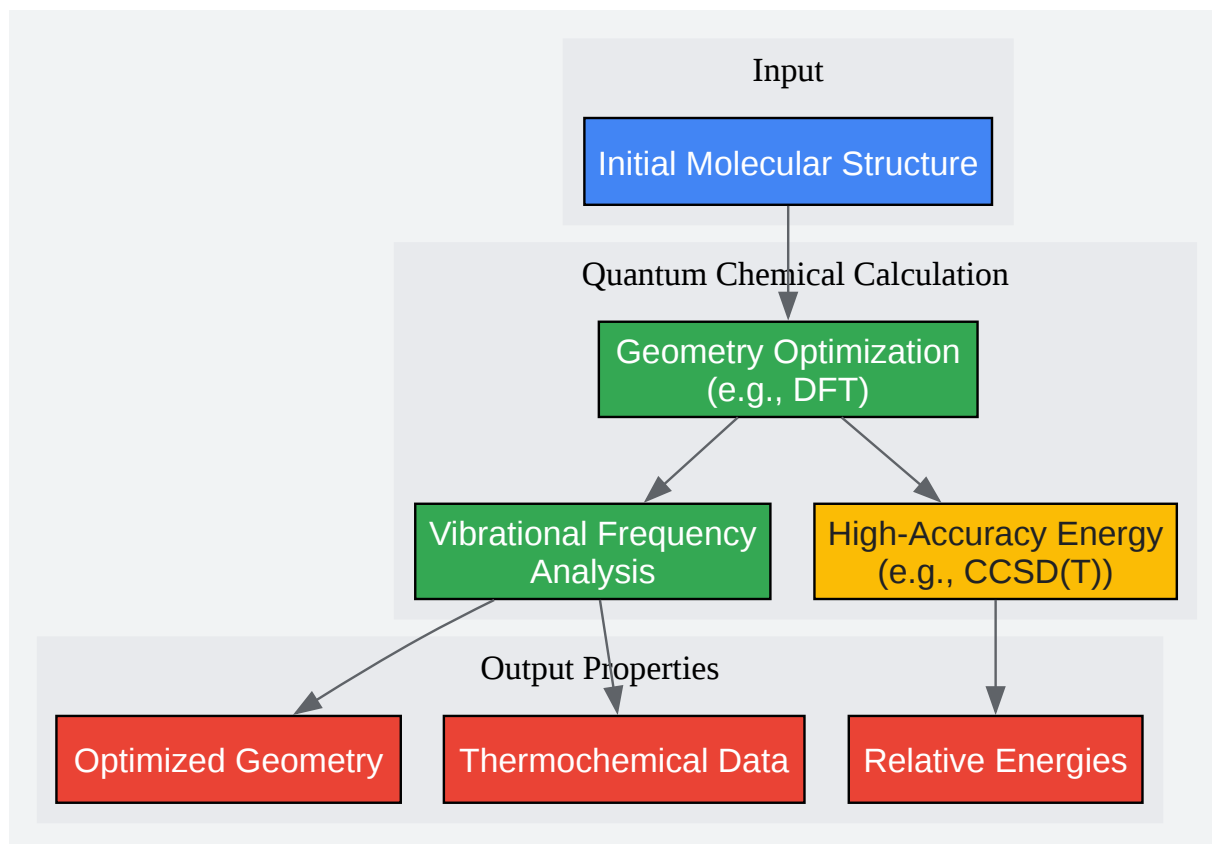 Input
Initial Molecular Structure
Quantum Chemical Calculation
Geometry Optimization
(e.g., DFT)
Vibrational Frequency
Analysis
High-Accuracy Energy
(e.g., CCSD(T))
Output Properties
Optimized Geometry
Thermochemical Data
Relative Energies